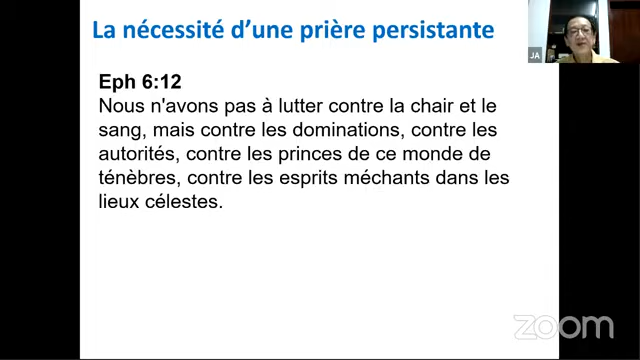 La nécessité d'une prière persistante
Eph 6:12
Nous n'avons pas à lutter contre la chair et le
sang, mais contre les dominations, contre les
autorités, contre les princes de ce monde de
ténèbres, contre les esprits méchants dans les
lieux célestes.
JA
zoom